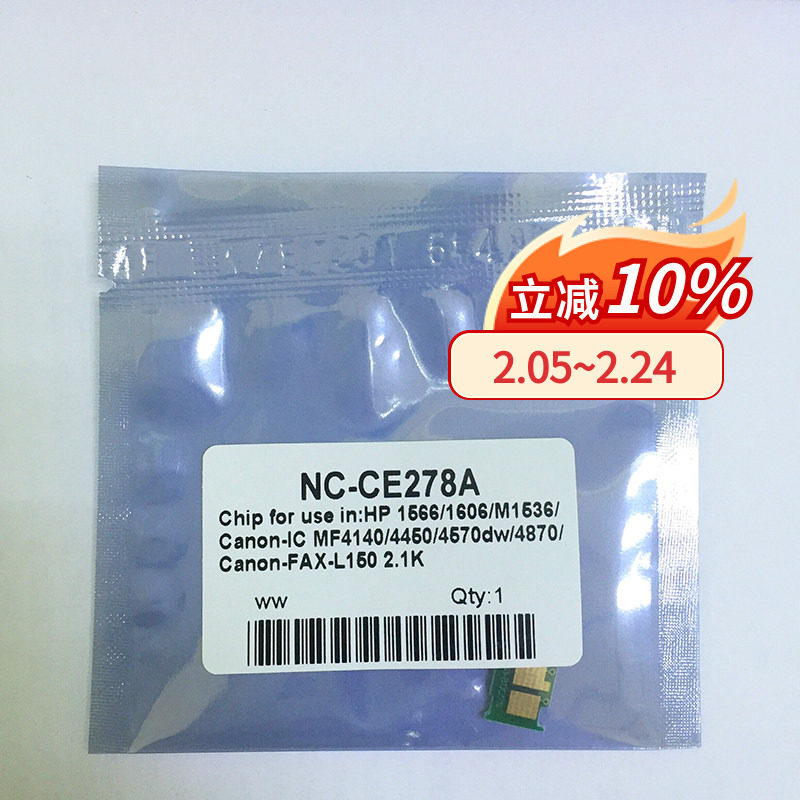 立减10%
2.05~2.24
NC-CE278A
Chip for use in:HP 1566/1606/M1536/
Canon-IC MF4140/4450/4570dw/4870/
Canon-FAX-L150 2.1K
ww Qty:1